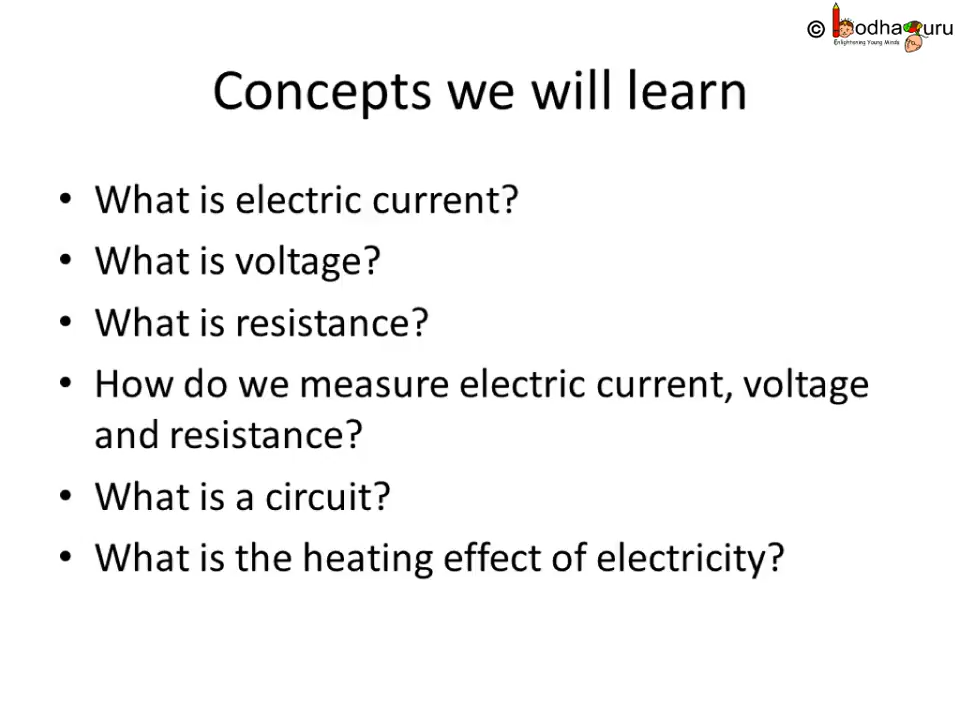 © BodhaGuru
Enlightening Young Minds
Concepts we will learn
• What is electric current?
• What is voltage?
• What is resistance?
• How do we measure electric current, voltage
and resistance?
• What is a circuit?
• What is the heating effect of electricity?